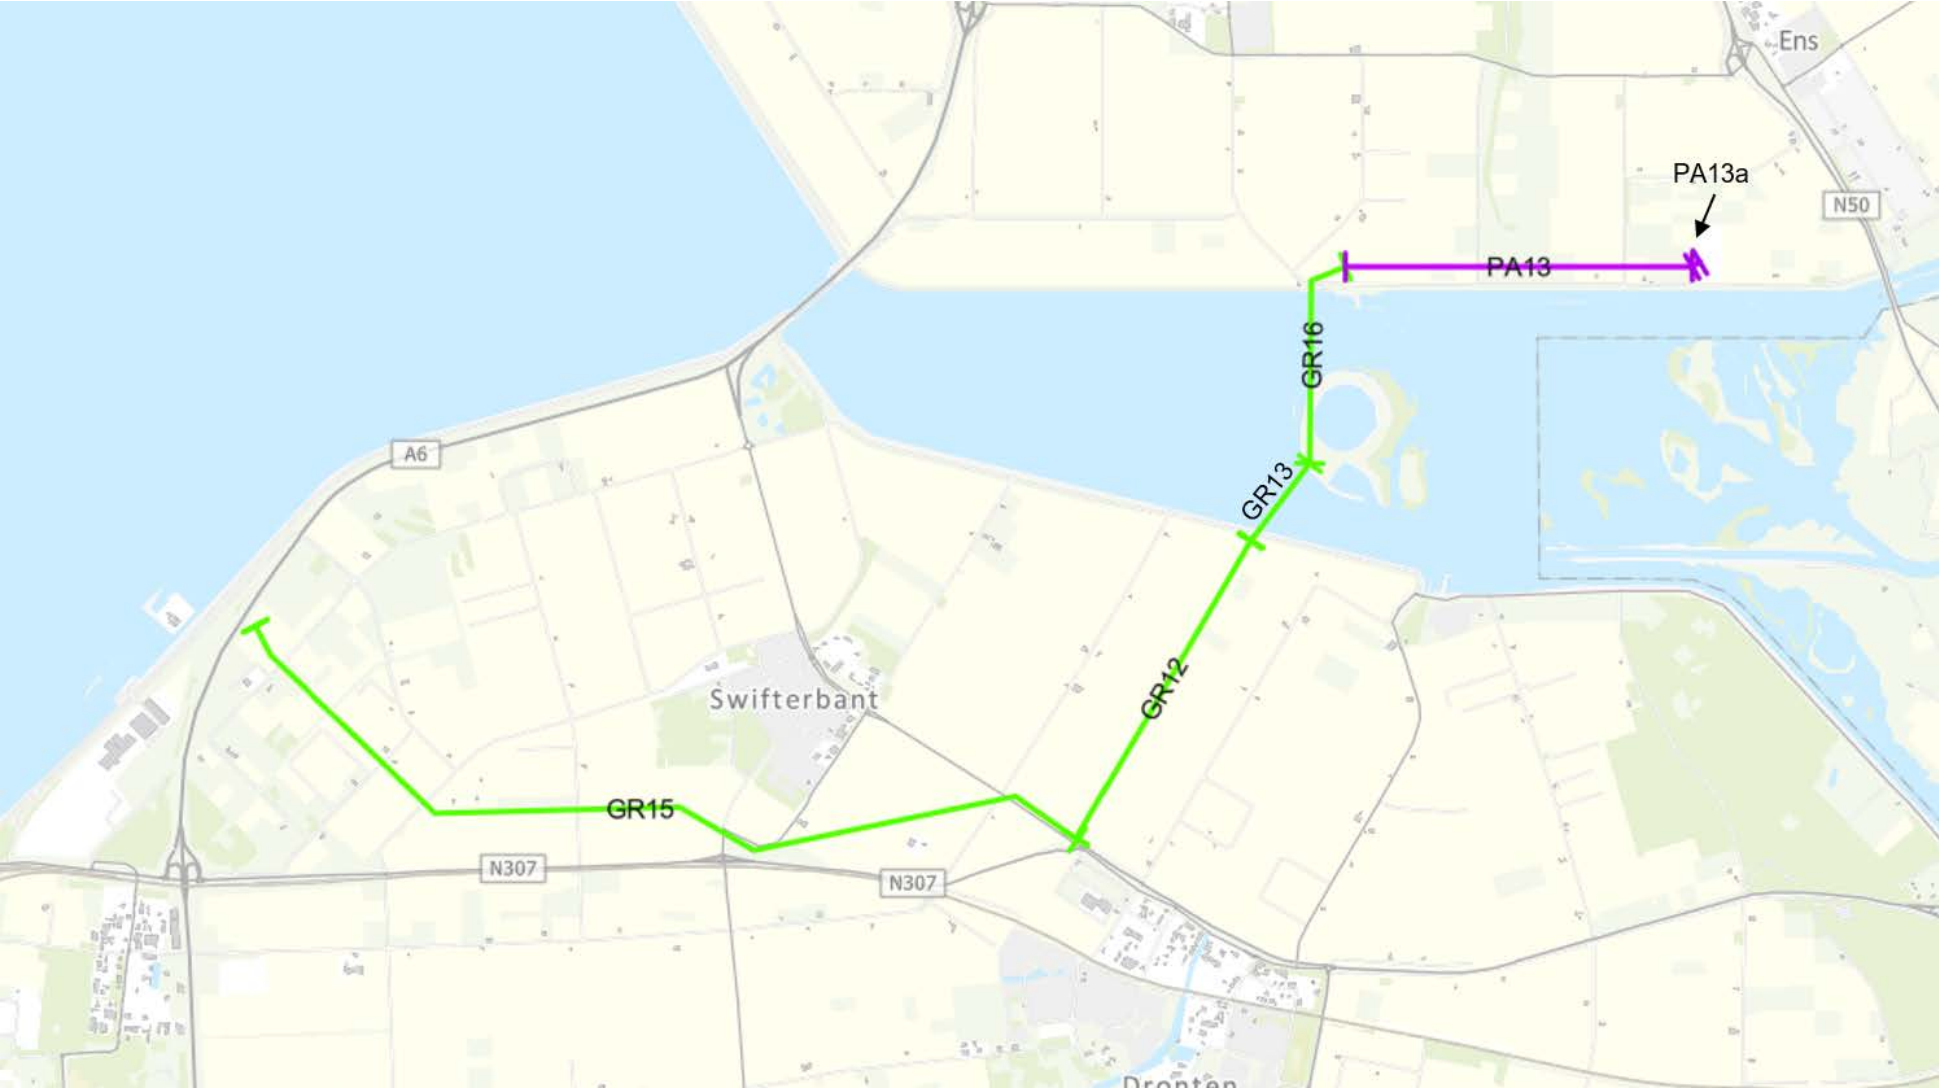 Ens
PA13a
N50
PA13
GR16
A6
GR13
GR12
Swifterbant
GR15
N307
N307
Dronten